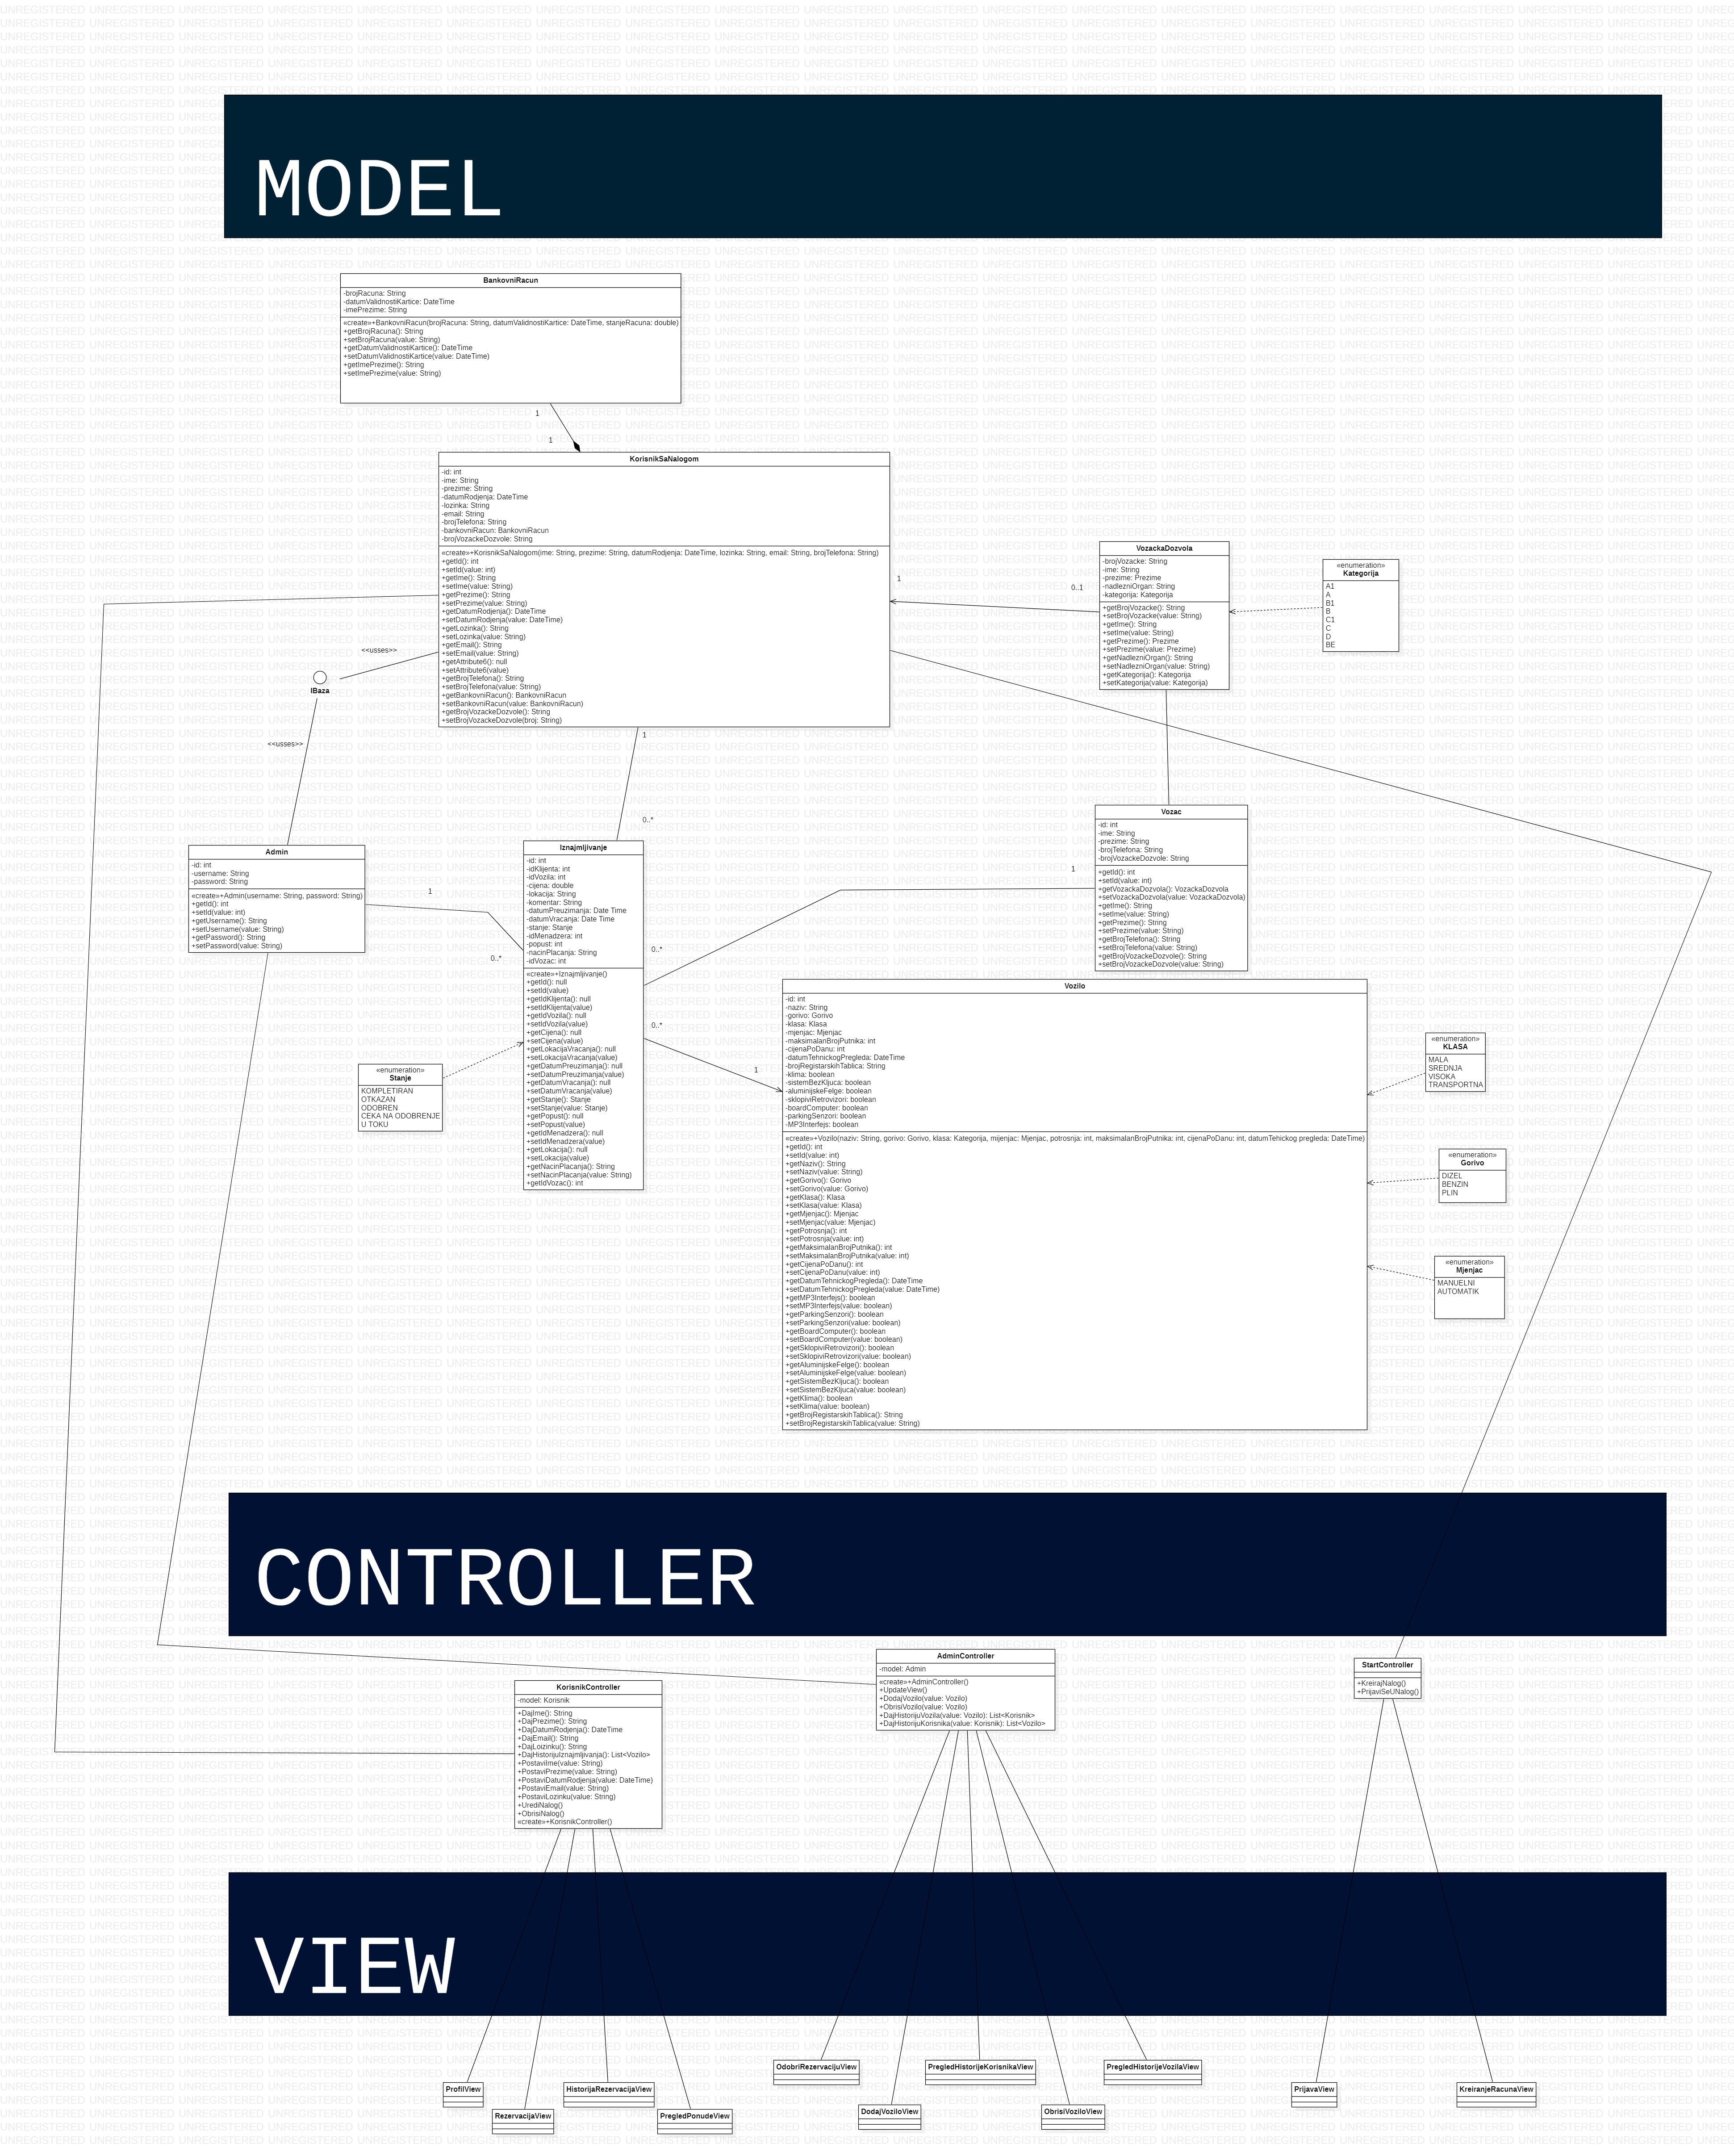 MODEL
BankovniRacun
-brojRacuna: String
-datumValidnostiKartice: DateTime
-imePrezime: String
«create»+BankovniRacun(brojRacuna: String, datumValidnostiKartice: DateTime, stanjeRacuna: double)
+getBrojRacuna(): String
+setBrojRacuna(value: String)
+getDatumValidnostiKartice(): DateTime
+setDatumValidnostiKartice(value: DateTime)
+getImePrezime(): String
+setImePrezime(value: String)
1
1
KorisnikSaNalogom
-id: int
-ime: String
-prezime: String
-datumRodjenja: DateTime
-lozinka: String
-email: String
-brojTelefona: String
-bankovniRacun: BankovniRacun
-brojVozackeDozvole: String
«create»+KorisnikSaNalogom(ime: String, prezime: String, datumRodjenja: DateTime, lozinka: String, email: String, brojTelefona: String)
+getId(): int
+setId(value: int)
+getIme(): String
+setIme(value: String)
+getPrezime(): String
+setPrezime(value: String)
+getDatumRodjenja(): DateTime
+setDatumRodjenja(value: DateTime)
+getLozinka(): String
+setLozinka(value: String)
+getEmail(): String
+setEmail(value: String)
+getAttribute6(): null
+setAttribute6(value)
+getBrojTelefona(): String
+setBrojTelefona(value: String)
+getBankovniRacun(): BankovniRacun
+setBankovniRacun(value: BankovniRacun)
+getBrojVozackeDozvole(): String
+setBrojVozackeDozvole(broj: String)
1
0..1
VozackaDozvola
-brojVozacke: String
-ime: String
-prezime: Prezime
-nadlezniOrgan: String
-kategorija: Kategorija
+getBrojVozacke(): String
+setBrojVozacke(value: String)
+getIme(): String
+setIme(value: String)
+getPrezime(): Prezime
+setPrezime(value: Prezime)
+getNadlezniOrgan(): String
+setNadlezniOrgan(value: String)
+getKategorija(): Kategorija
+setKategorija(value: Kategorija)
«enumeration»
Kategorija
A1
A
B1
B
C1
C
D
BE
<<usses>>
IBaza
<<usses>>
1
0..*
Admin
-id: int
-username: String
-password: String
«create»+Admin(username: String, password: String)
+getId(): int
+setId(value: int)
+getUsername(): String
+setUsername(value: String)
+getPassword(): String
+setPassword(value: String)
1
0..*
Iznajmljivanje
-id: int
-idKlijenta: int
-idVozila: int
-cijena: double
-lokacija: String
-komentar: String
-datumPreuzimanja: Date Time
-datumVracanja: Date Time
-stanje: Stanje
-idMenadzera: int
-popust: int
-nacinPlacanja: String
-idVozac: int
«create»+Iznajmljivanje()
+getId(): null
+setId(value)
+getIdKlijenta(): null
+setIdKlijenta(value)
+getIdVozila(): null
+setIdVozila(value)
+getCijena(): null
+setCijena(value)
+getLokacijaVracanja(): null
+setLokacijaVracanja(value)
+getDatumPreuzimanja(): null
+setDatumPreuzimanja(value)
+getDatumVracanja(): null
+setDatumVracanja(value)
+getStanje(): Stanje
+setStanje(value: Stanje)
+getPopust(): null
+setPopust(value)
+getIdMenadzera(): null
+setIdMenadzera(value)
+getLokacija(): null
+setLokacija(value)
+getNacinPlacanja(): String
+setNacinPlacanja(value: String)
+getIdVozac(): int
«enumeration»
Stanje
KOMPLETIRAN
OTKAZAN
ODOBREN
CEKA NA ODOBRENJE
U TOKU
1
0..*
0..*
1
Vozac
-id: int
-ime: String
-prezime: String
-brojTelefona: String
-brojVozackeDozvole: String
+getId(): int
+setId(value: int)
+getVozackaDozvola(): VozackaDozvola
+setVozackaDozvola(value: VozackaDozvola)
+getIme(): String
+setIme(value: String)
+getPrezime(): String
+setPrezime(value: String)
+getBrojTelefona(): String
+setBrojTelefona(value: String)
+getBrojVozackeDozvole(): String
+setBrojVozackeDozvole(value: String)
Vozilo
-id: int
-naziv: String
-gorivo: Gorivo
-klasa: Klasa
-mjenjac: Mjenjac
-maksimalanBrojPutnika: int
-cijenaPoDanu: int
-datumTehnickogPregleda: DateTime
-brojRegistarskihTablica: String
-klima: boolean
-sistemBezKljuca: boolean
-aluminijskeFelge: boolean
-sklopiviRetrovizori: boolean
-boardComputer: boolean
-parkingSenzori: boolean
-MP3Interfejs: boolean
«create»+Vozilo(naziv: String, gorivo: Gorivo, klasa: Kategorija, mijenjac: Mjenjac, potrosnja: int, maksimalanBrojPutnika: int, cijenaPoDanu: int, datumTehickog pregleda: DateTime)
+getId(): int
+setId(value: int)
+getNaziv(): String
+setNaziv(value: String)
+getGorivo(): Gorivo
+setGorivo(value: Gorivo)
+getKlasa(): Klasa
+setKlasa(value: Klasa)
+getMjenjac(): Mjenjac
+setMjenjac(value: Mjenjac)
+getPotrosnja(): int
+setPotrosnja(value: int)
+getMaksimalanBrojPutnika(): int
+setMaksimalanBrojPutnika(value: int)
+getCijenaPoDanu(): int
+setCijenaPoDanu(value: int)
+getDatumTehnickogPregleda(): DateTime
+setDatumTehnickogPregleda(value: DateTime)
+getMP3Interfejs(): boolean
+setMP3Interfejs(value: boolean)
+getParkingSenzori(): boolean
+setParkingSenzori(value: boolean)
+getBoardComputer(): boolean
+setBoardComputer(value: boolean)
+getSklopiviRetrovizori(): boolean
+setSklopiviRetrovizori(value: boolean)
+getAluminijskeFelge(): boolean
+setAluminijskeFelge(value: boolean)
+getSistemBezKljuca(): boolean
+setSistemBezKljuca(value: boolean)
+getKlima(): boolean
+setKlima(value: boolean)
+getBrojRegistarskihTablica(): String
+setBrojRegistarskihTablica(value: String)
«enumeration»
KLASA
MALA
SREDNJA
VISOKA
TRANSPORTNA
«enumeration»
Gorivo
DIZEL
BENZIN
PLIN
«enumeration»
Mjenjac
MANUELNI
AUTOMATIK
CONTROLLER
KorisnikController
-model: Korisnik
+DajIme(): String
+DajPrezime(): String
+DajDatumRodjenja(): DateTime
+DajEmail(): String
+DajLoizinku(): String
+DajHistorijuIznajmljivanja(): List<Vozilo>
+PostaviIme(value: String)
+PostaviPrezime(value: String)
+PostaviDatumRodjenja(value: DateTime)
+PostaviEmail(value: String)
+PostaviLozinku(value: String)
+UrediNalog()
+ObrisiNalog()
«create»+KorisnikController()
AdminController
-model: Admin
«create»+AdminController()
+UpdateView()
+DodajVozilo(value: Vozilo)
+ObrisiVozilo(value: Vozilo)
+DajHistorijuVozila(value: Vozilo): List<Korisnik>
+DajHistorijuKorisnika(value: Korisnik): List<Vozilo>
StartController
+KreirajNalog()
+PrijaviSeUNalog()
VIEW
ProfilView
RezervacijaView
HistorijaRezervacijaView
PregledPonudeView
OdobriRezervacijuView
DodajVoziloView
PregledHistorijeKorisnikaView
ObrisiVoziloView
PregledHistorijeVozilaView
PrijavaView
KreiranjeRacunaView